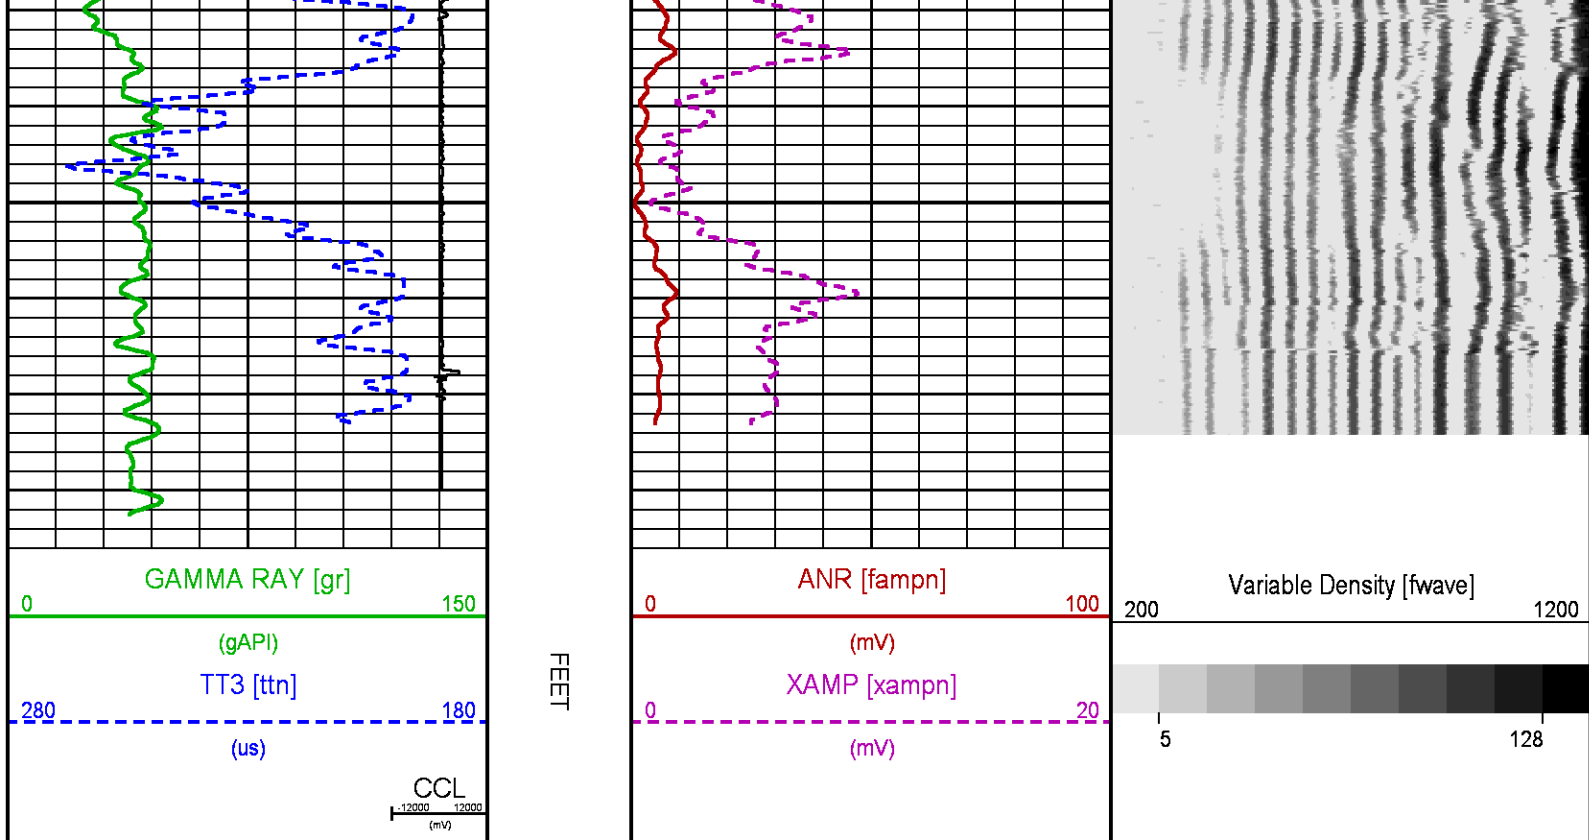 GAMMA RAY [gr]
0 150
(gAPI)
TT3 [ttn]
280 180
(us)
CCL
-12000 12000
(mV)
FEET
ANR [fampn]
0 100
(mV)
XAMP [xampn]
0 20
(mV)
Variable Density [fwave]
200 1200
5 128